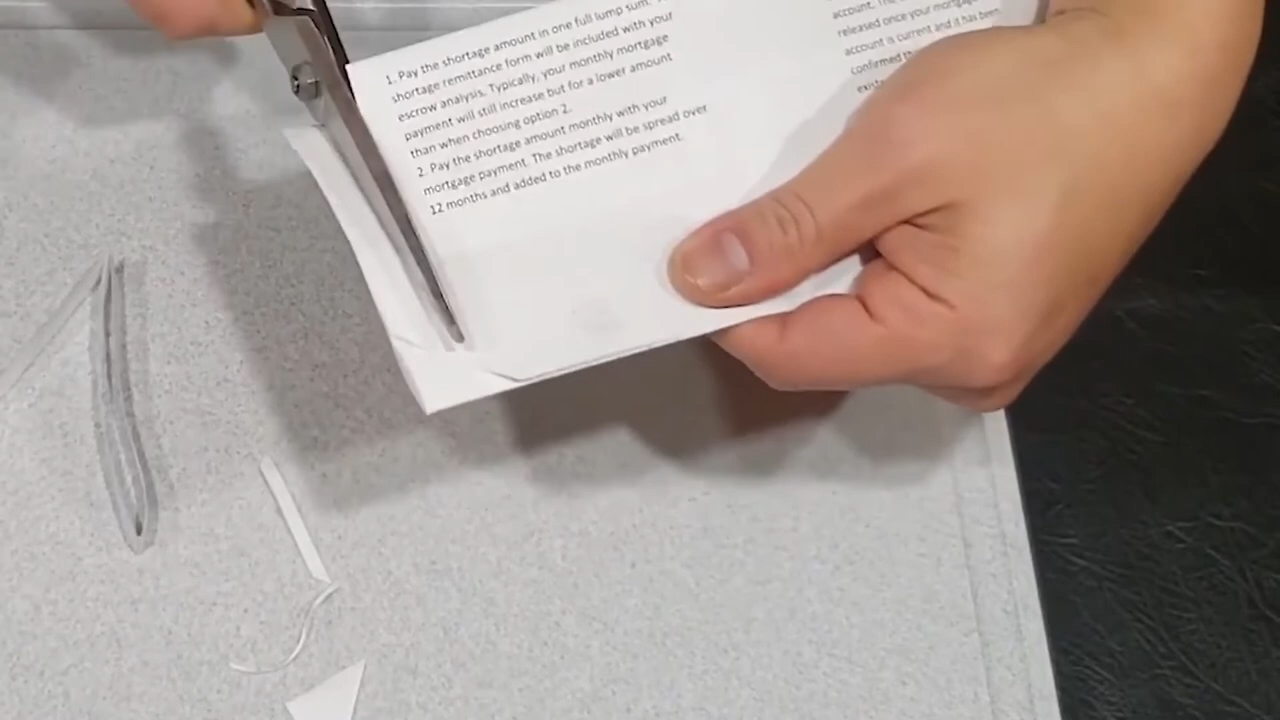 1. Pay the shortage amount in one full lump sum.
shortage remittance form will be included with your
escrow analysis. Typically, your monthly mortgage
payment will still increase but for a lower amount
than when choosing option 2.
2. Pay the shortage amount monthly with your
mortgage payment. The shortage will be spread over
12 months and added to the monthly payment.
account.
released once your mortgage
account is current and it has been
confirmed